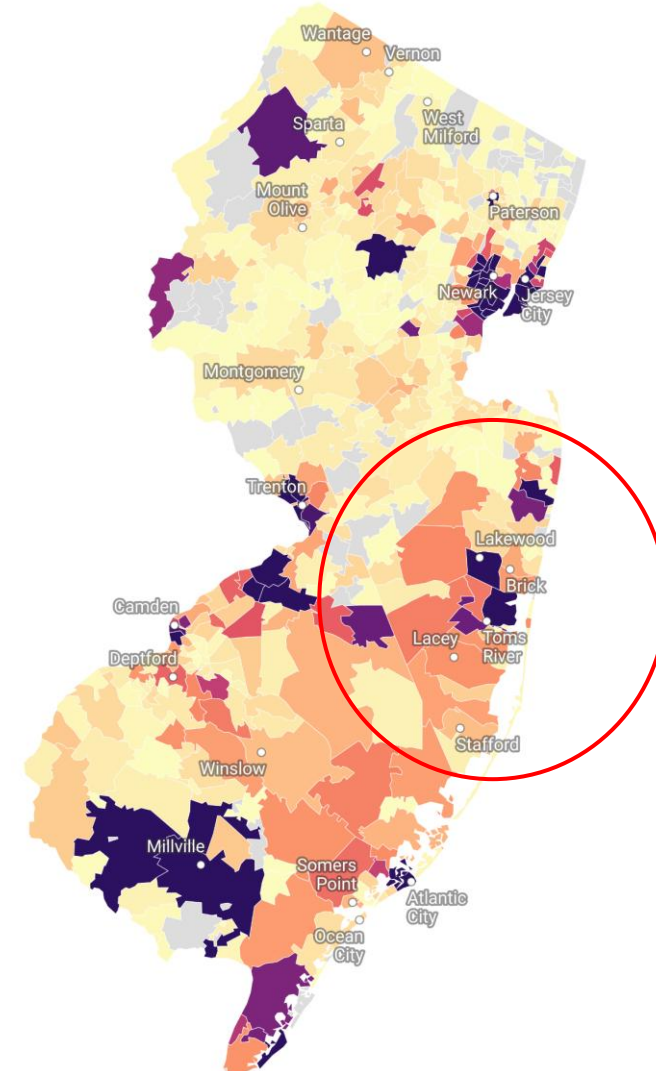 Wantage
Vernon
West
Milford
Sparta
Mount
Olive
Paterson
Newark
Jersey
City
Montgomery
Trenton
Lakewood
Brick
Camden
Lacey
Toms
River
Deptford
Stafford
Winslow
Millville
Somers
Point
Atlantic
City
Ocean
City